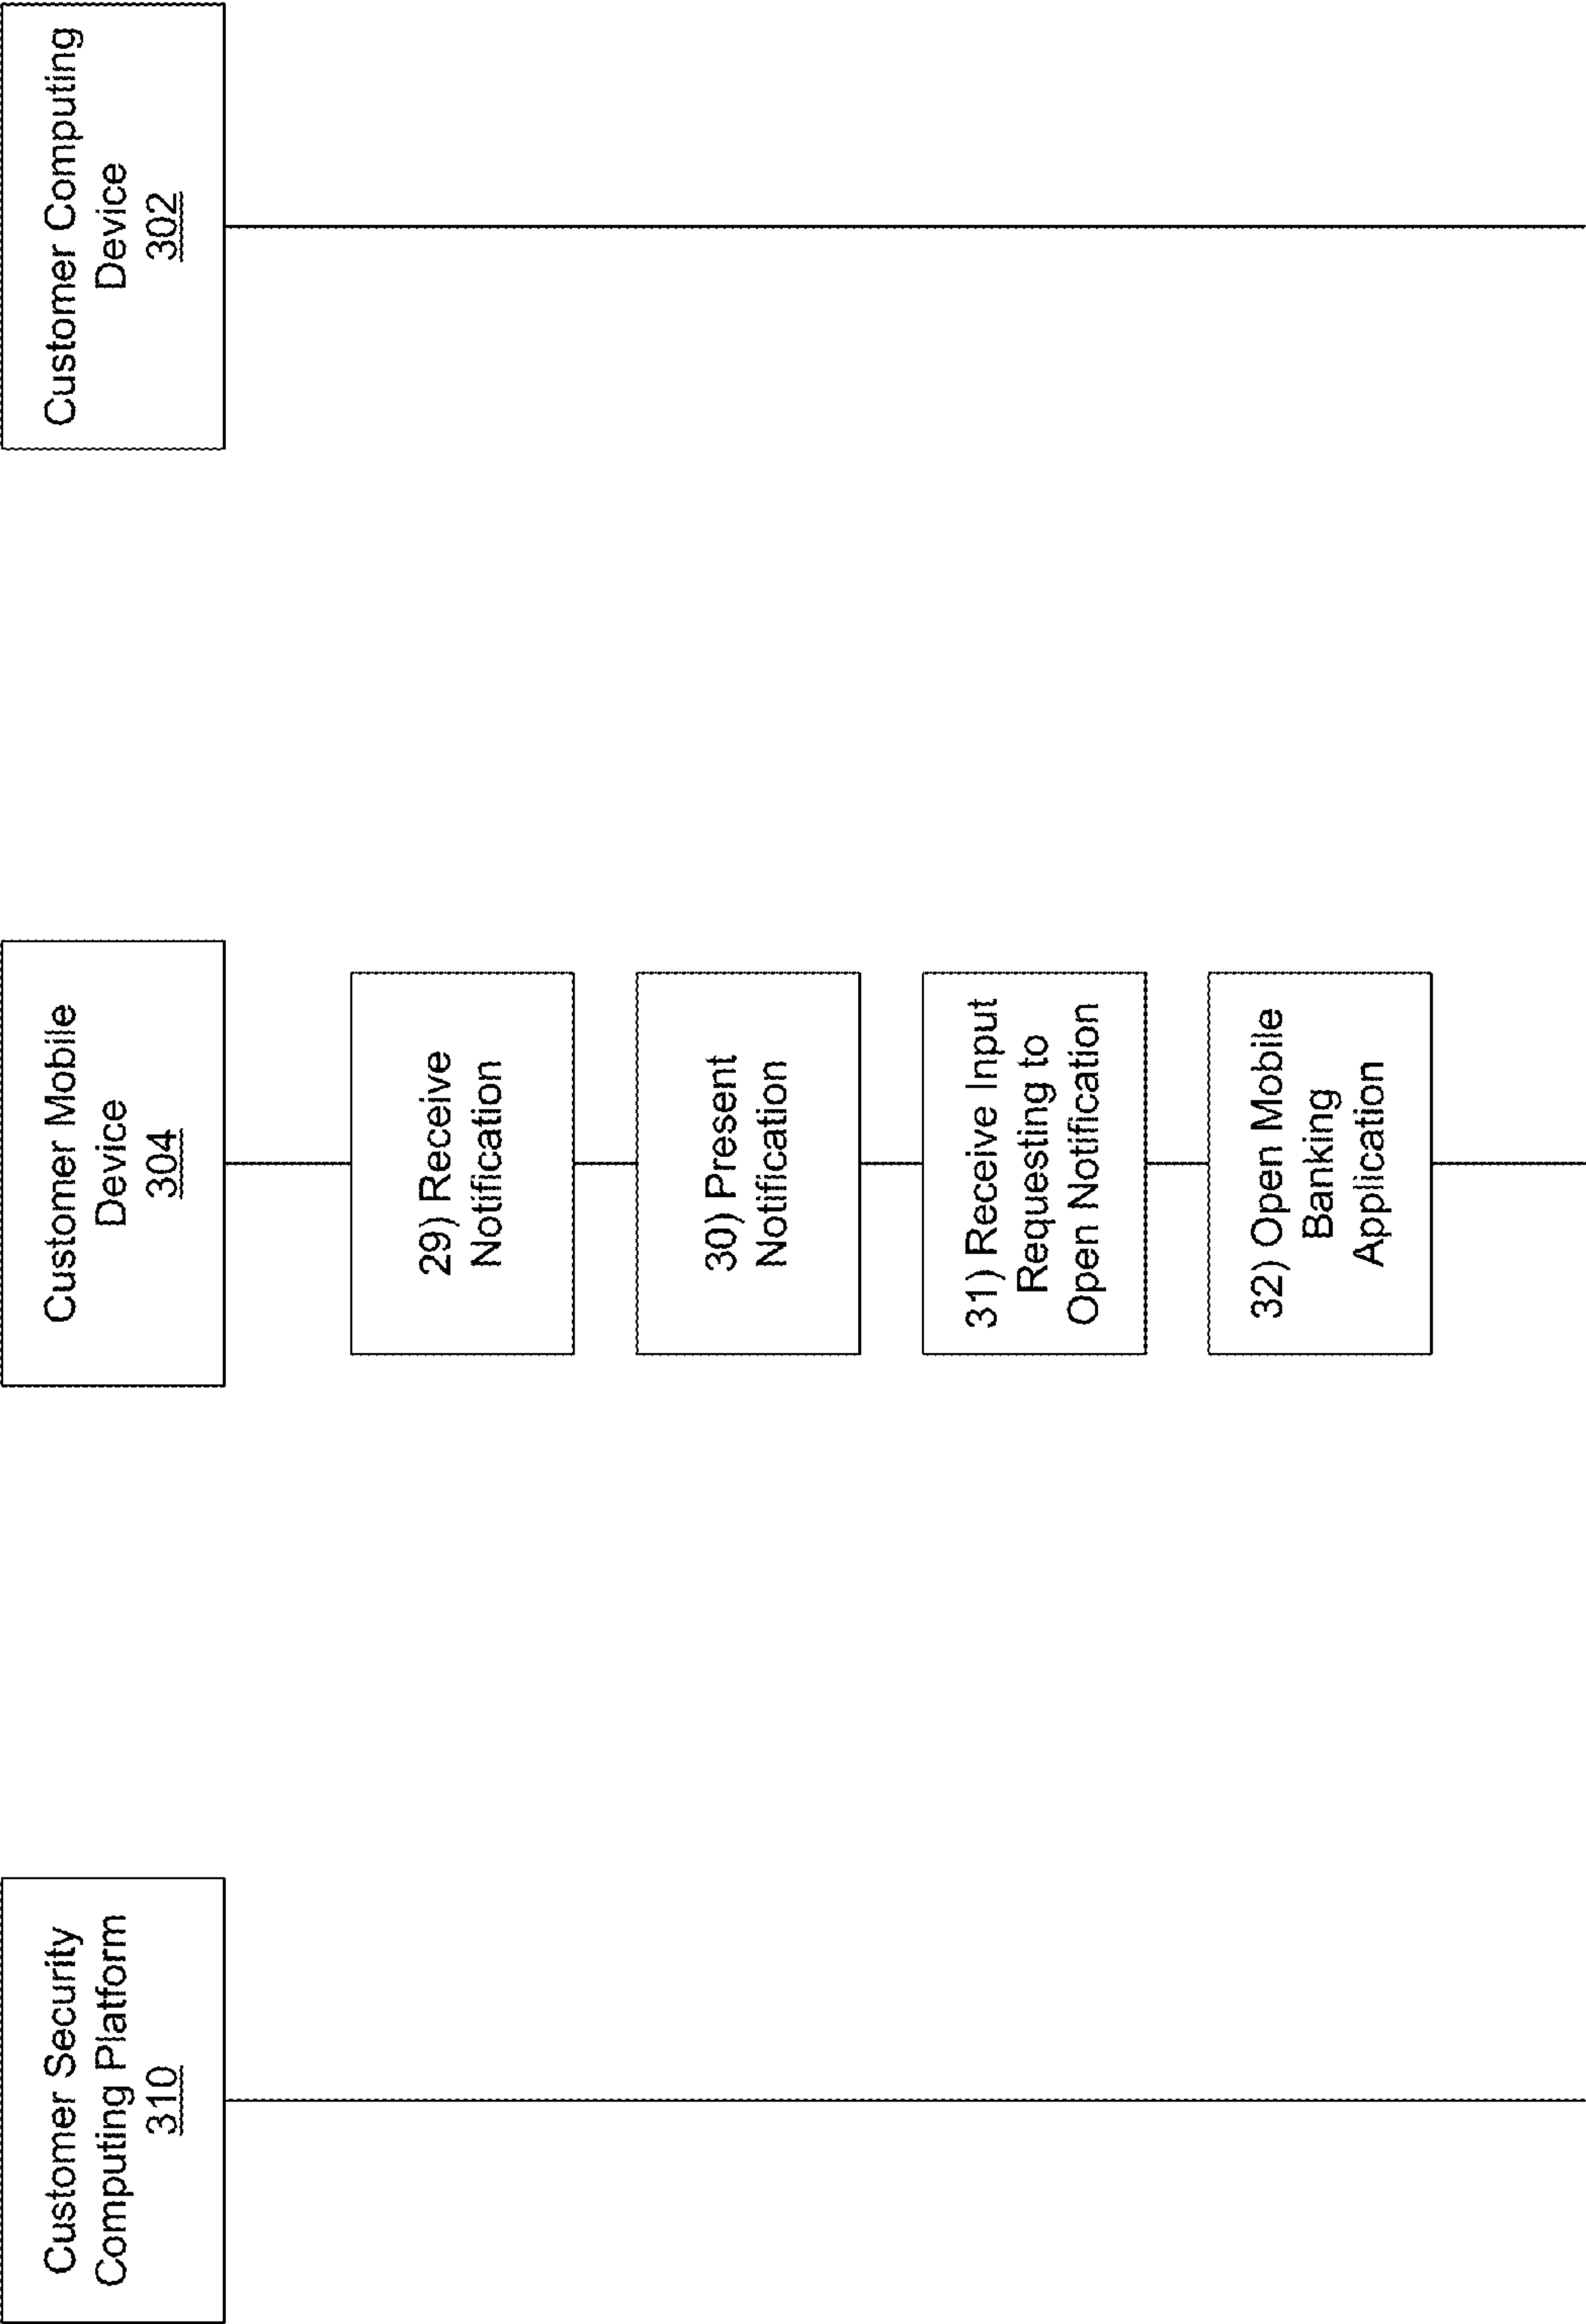 Customer Security
Computing Platform
310
Customer Mobile
Device
304
Customer Computing
Device
302
29) Receive
Notification
30) Present
Notification
31) Receive Input
Requesting to
Open Notification
32) Open Mobile
Banking
Application